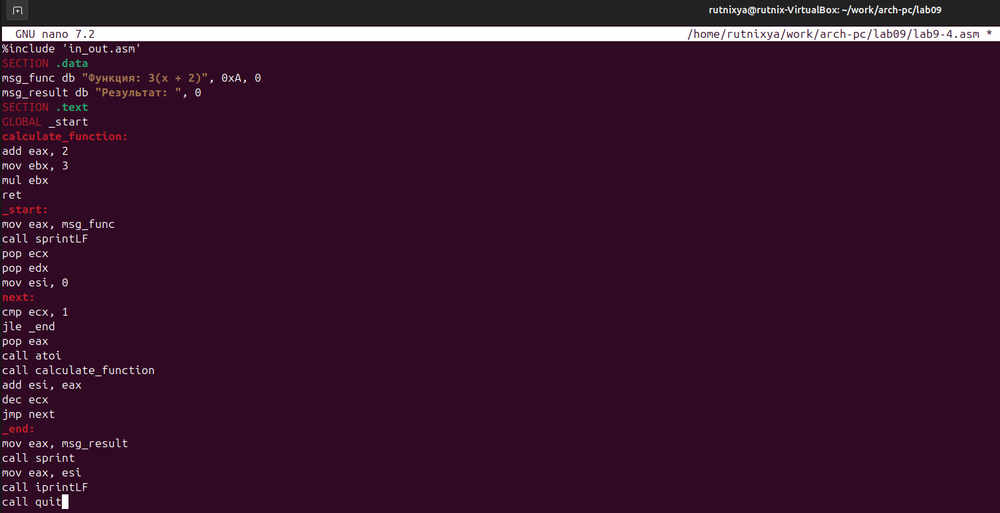 rutnixya@rutnix-VirtualBox: ~/work/arch-pc/lab09
GNU nano 7.2 /home/rutnixya/work/arch-pc/lab09/lab9-4.asm *
%include 'in_out.asm'
SECTION .data
msg_func db "Функция: 3(x + 2)", 0xA, 0
msg_result db "Результат: ", 0
SECTION .text
GLOBAL _start
calculate_function:
add eax, 2
mov ebx, 3
mul ebx
ret
_start:
mov eax, msg_func
call sprintLF
pop ecx
pop edx
mov esi, 0
next:
cmp ecx, 1
jle _end
pop eax
call atoi
call calculate_function
add esi, eax
dec ecx
jmp next
_end:
mov eax, msg_result
call sprint
mov eax, esi
call iprintLF
call quit